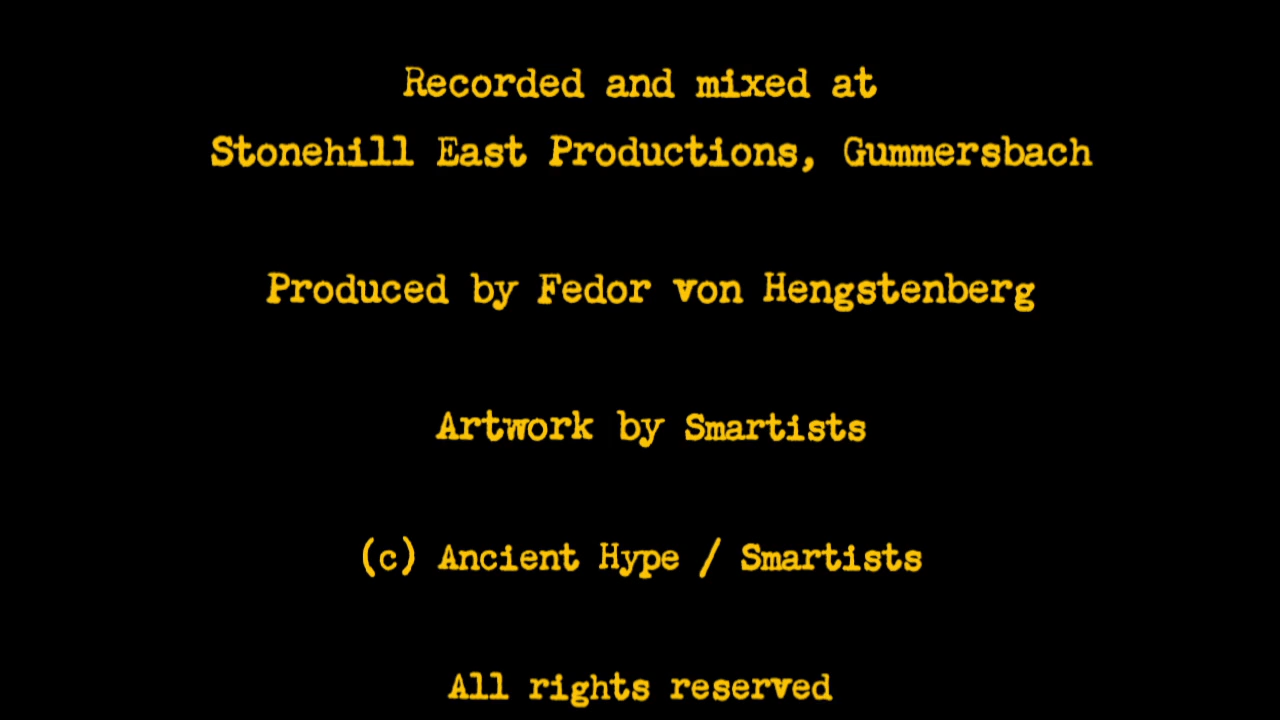 Recorded and mixed at
Stonehill East Productions, Gummersbach
Produced by Fedor von Hengstenberg
Artwork by Smartists
(c) Ancient Hype / Smartists
All rights reserved